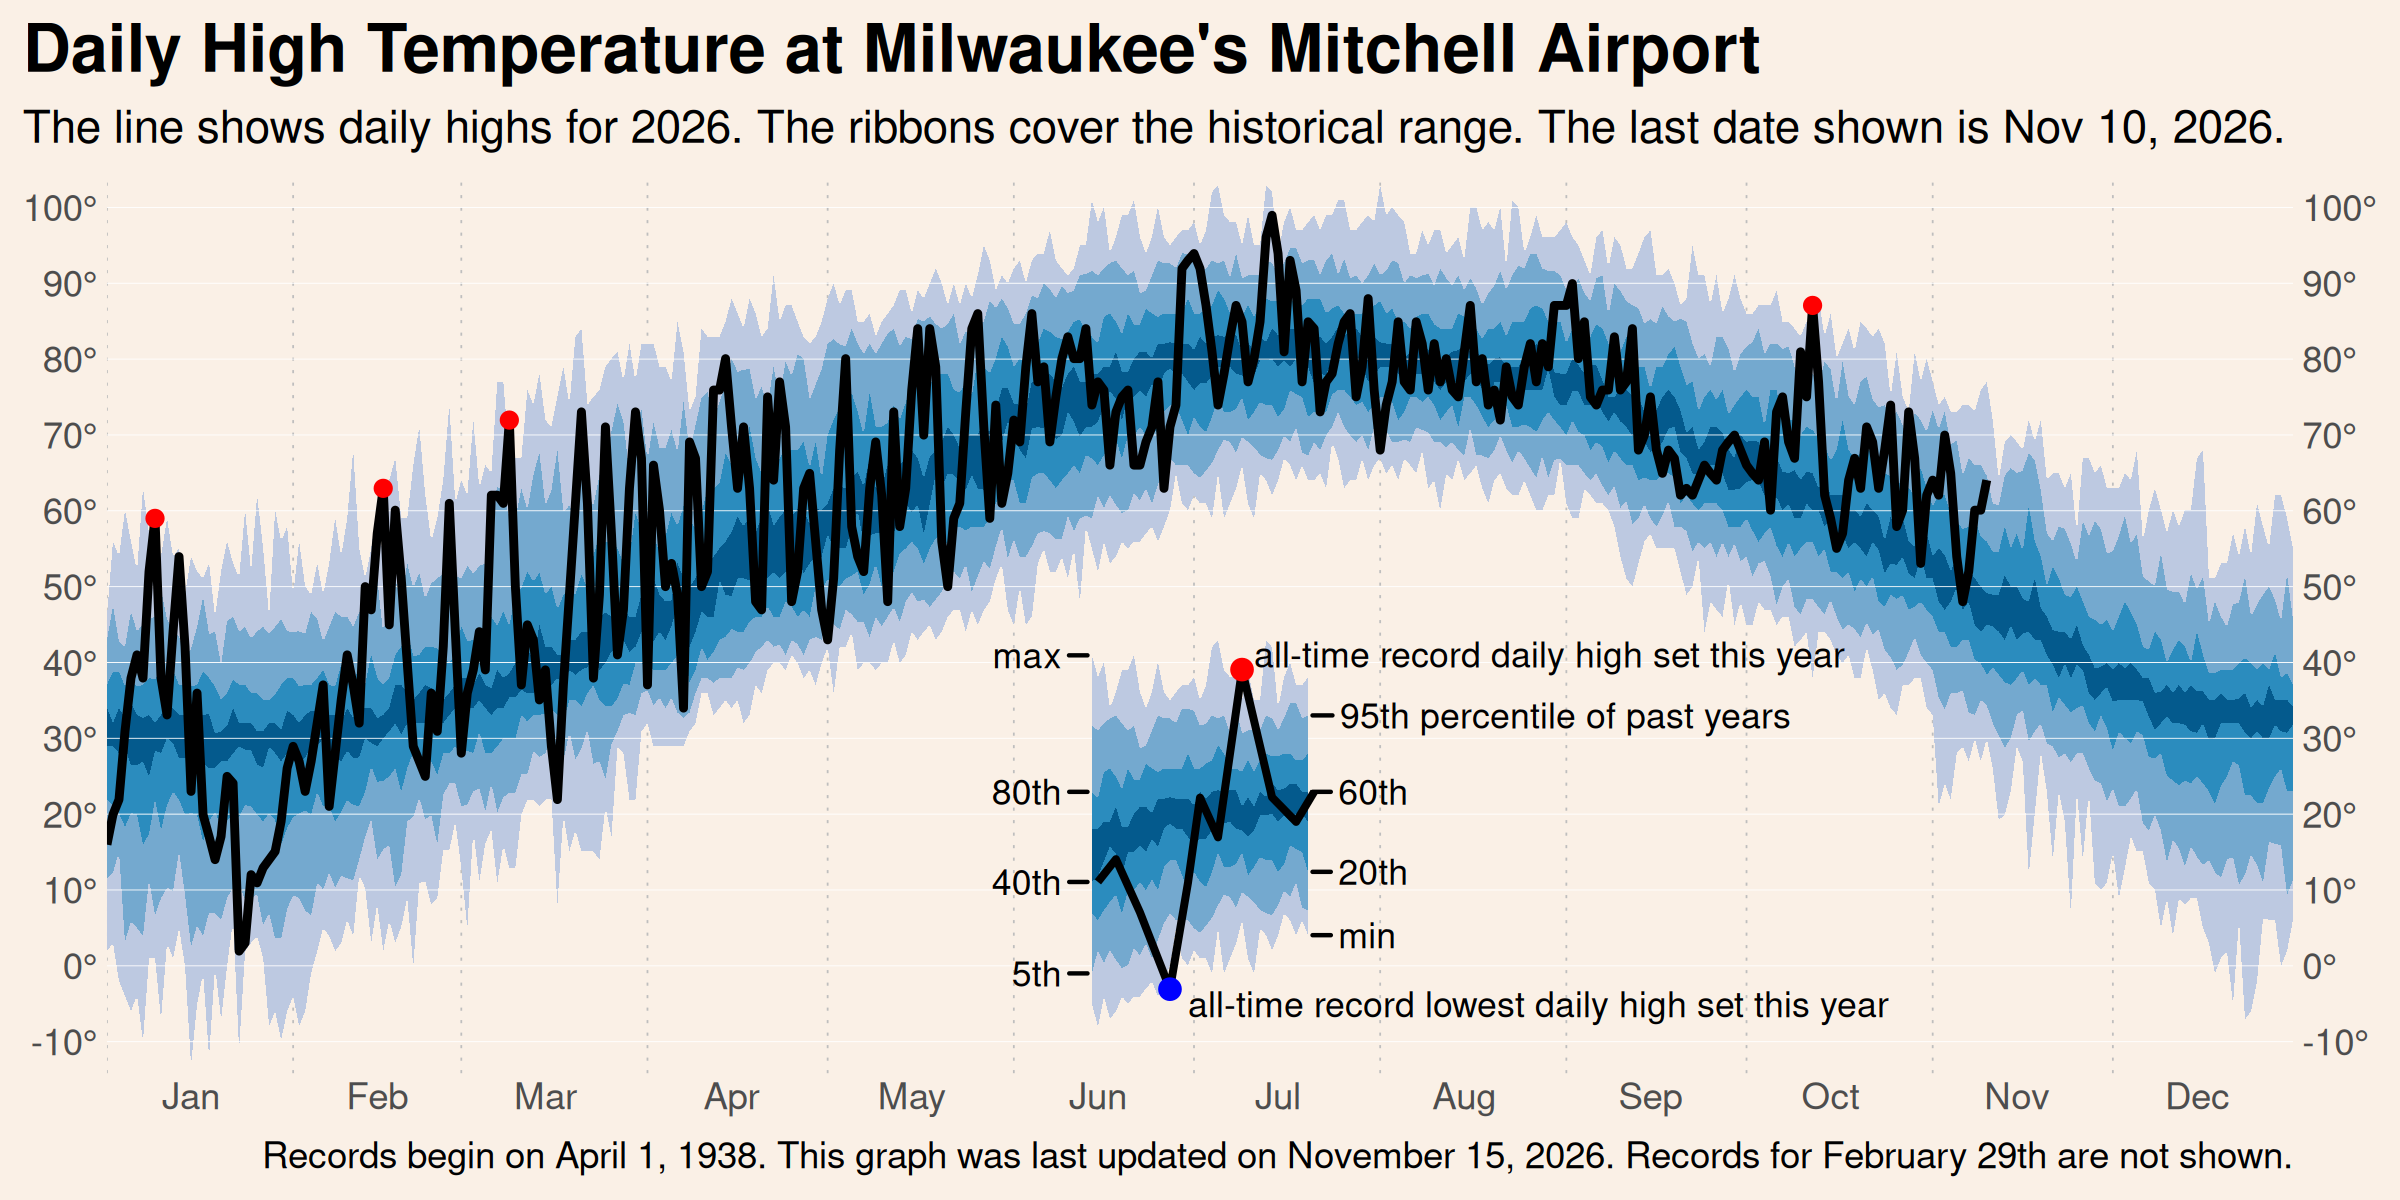 Daily High Temperature at Milwaukee's Mitchell Airport
The line shows daily highs for 2026. The ribbons cover the historical range. The last date shown is Nov 10, 2026.
100° 100°
90° 90°
80° 80°
70° 70°
60° 60°
50° 50°
40° max all-time record daily high set this year 40°
95th percentile of past years
30° 30°
80th 60th
20° 20°
40th 20th
10° 10°
min
0° 5th 0°
all-time record lowest daily high set this year
-10° -10°
Jan Feb Mar Apr May Jun Jul Aug Sep Oct Nov Dec
Records begin on April 1, 1938. This graph was last updated on November 15, 2026. Records for February 29th are not shown.